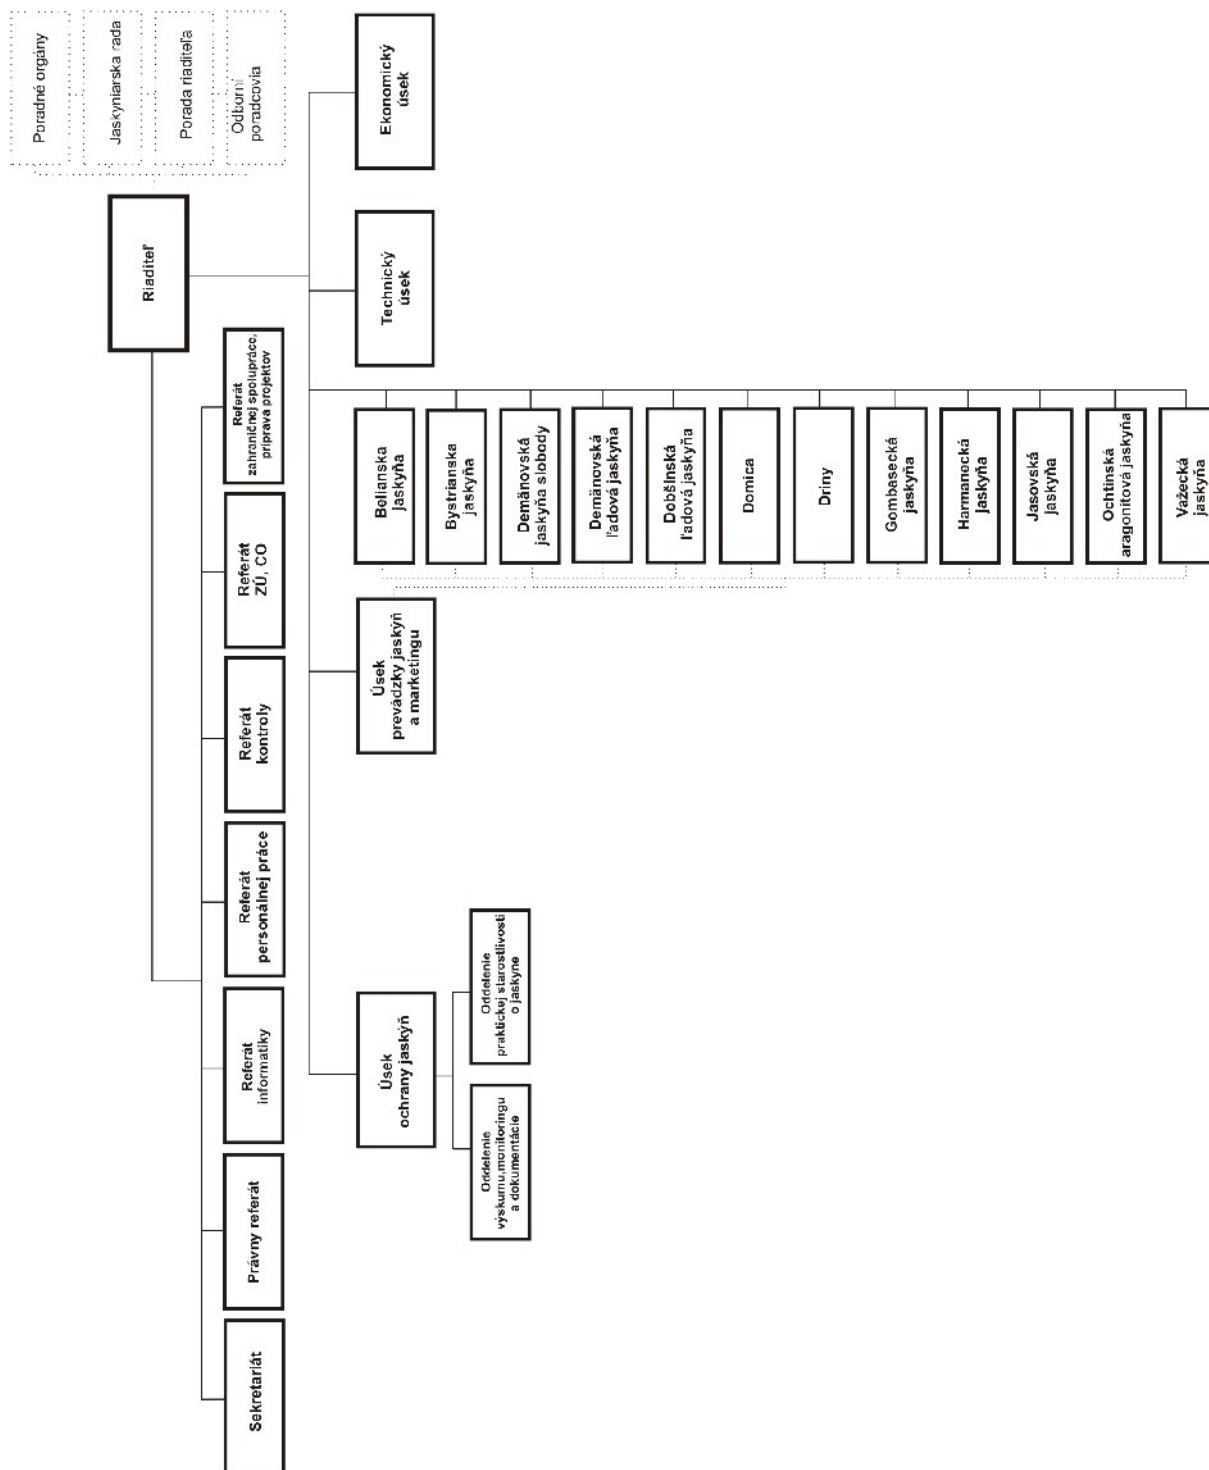 Poradné orgány
Jaskyniarska rada
Porada riaditeľa
Odborní
poradcovia
Riaditeľ
Sekretariát
Právny referát
Referát
informatiky
Referát
personálnej práce
Referát
kontroly
Referát
ZÚ, CO
Referát
zahraničnej spolupráce,
príprava projektov
Úsek
ochrany jaskýň
Úsek
prevádzky jaskýň
a marketingu
Technický
úsek
Ekonomický
úsek
Oddelenie
výskumu,monitoringu
a dokumentácie
Oddelenie
praktickej starostlivosti
o jaskyne
Belianska
jaskyňa
Bystrianska
jaskyňa
Demänovská
jaskyňa slobody
Demänovská
ľadová jaskyňa
Dobšinská
ľadová jaskyňa
Domica
Driny
Gombasecká
jaskyňa
Harmanecká
jaskyňa
Jasovská
jaskyňa
Ochtinská
aragonitová jaskyňa
Važecká
jaskyňa